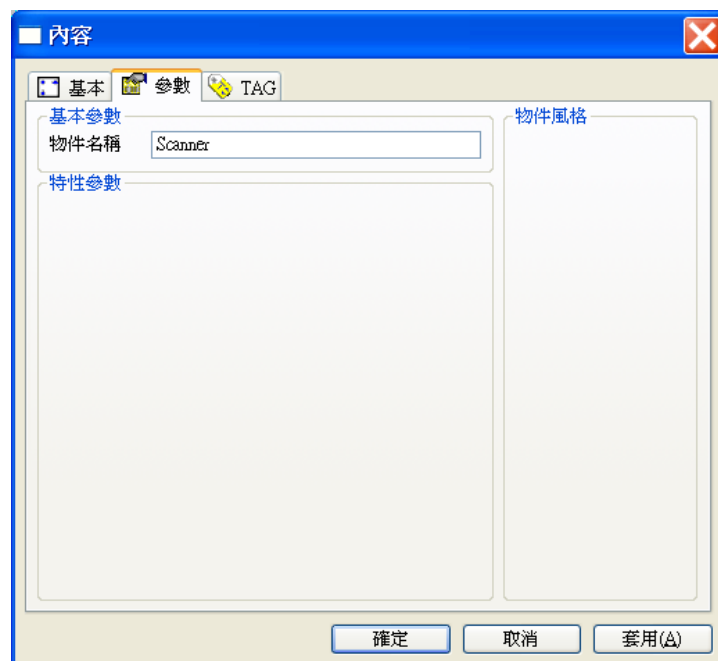 內容
基本 參數 TAG
基本參數
物件名稱 Scanner
特性參數
物件風格
確定 取消 套用(A)